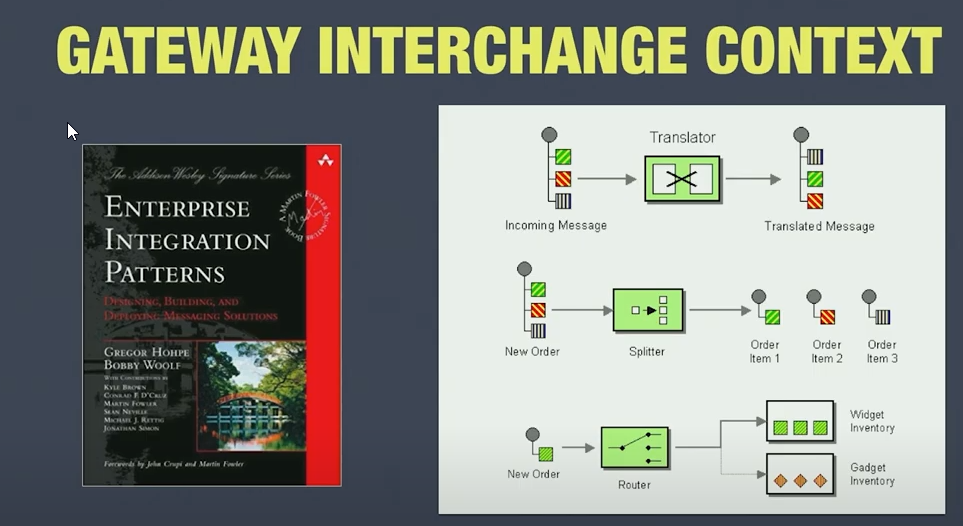 GATEWAY INTERCHANGE CONTEXT
The Addison Wesley Signature Series
ENTERPRISE
INTEGRATION
PATTERNS
DESIGNING, BUILDING, AND
DEPLOYING MESSAGING SOLUTIONS
A MARTIN FOWLER SIGNATURE BOOK
GREGOR HOHPE
BOBBY WOOLF
WITH CONTRIBUTIONS BY
KYLE BROWN
CONRAD F. D'CRUZ
MARTIN FOWLER
SEAN NEVILLE
MICHAEL J. RETTIG
JONATHAN SIMON
Forewords by John Crupi and Martin Fowler
Translator
Incoming Message
Translated Message
New Order
Splitter
Order
Item 1
Order
Item 2
Order
Item 3
New Order
Router
Widget
Inventory
Gadget
Inventory